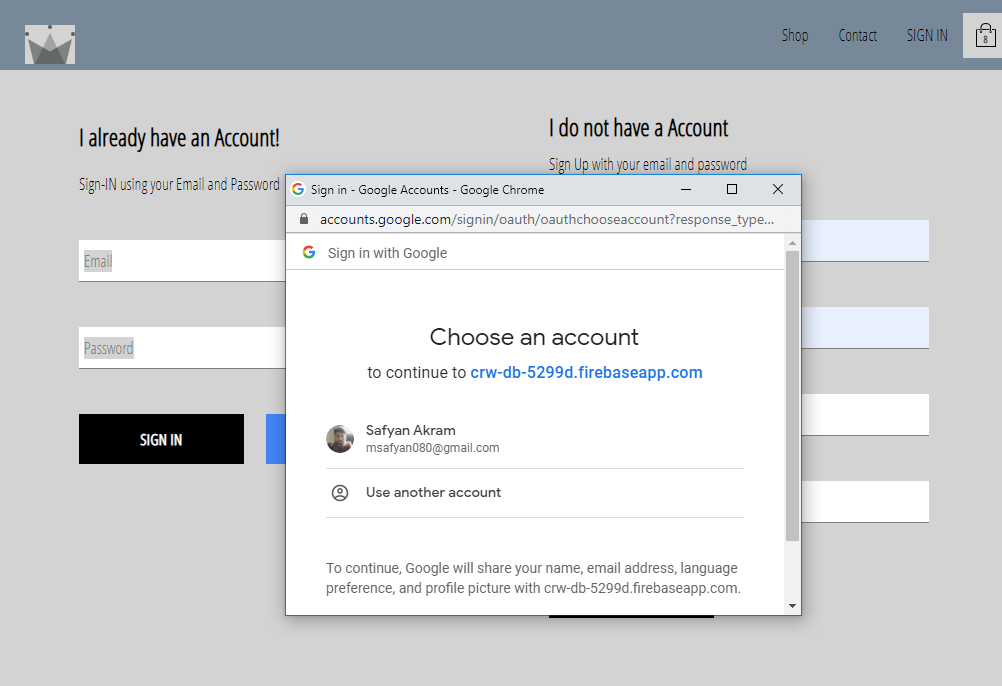 Shop
Contact
SIGN IN
8
I already have an Account!
Sign-IN using your Email and Password
Email
Password
SIGN IN
I do not have a Account
Sign Up with your email and password
Sign in - Google Accounts - Google Chrome
accounts.google.com/signin/oauth/oauthchooseaccount?response_type...
Sign in with Google
Choose an account
to continue to crw-db-5299d.firebaseapp.com
Safyan Akram
msafyan080@gmail.com
Use another account
To continue, Google will share your name, email address, language
preference, and profile picture with crw-db-5299d.firebaseapp.com.